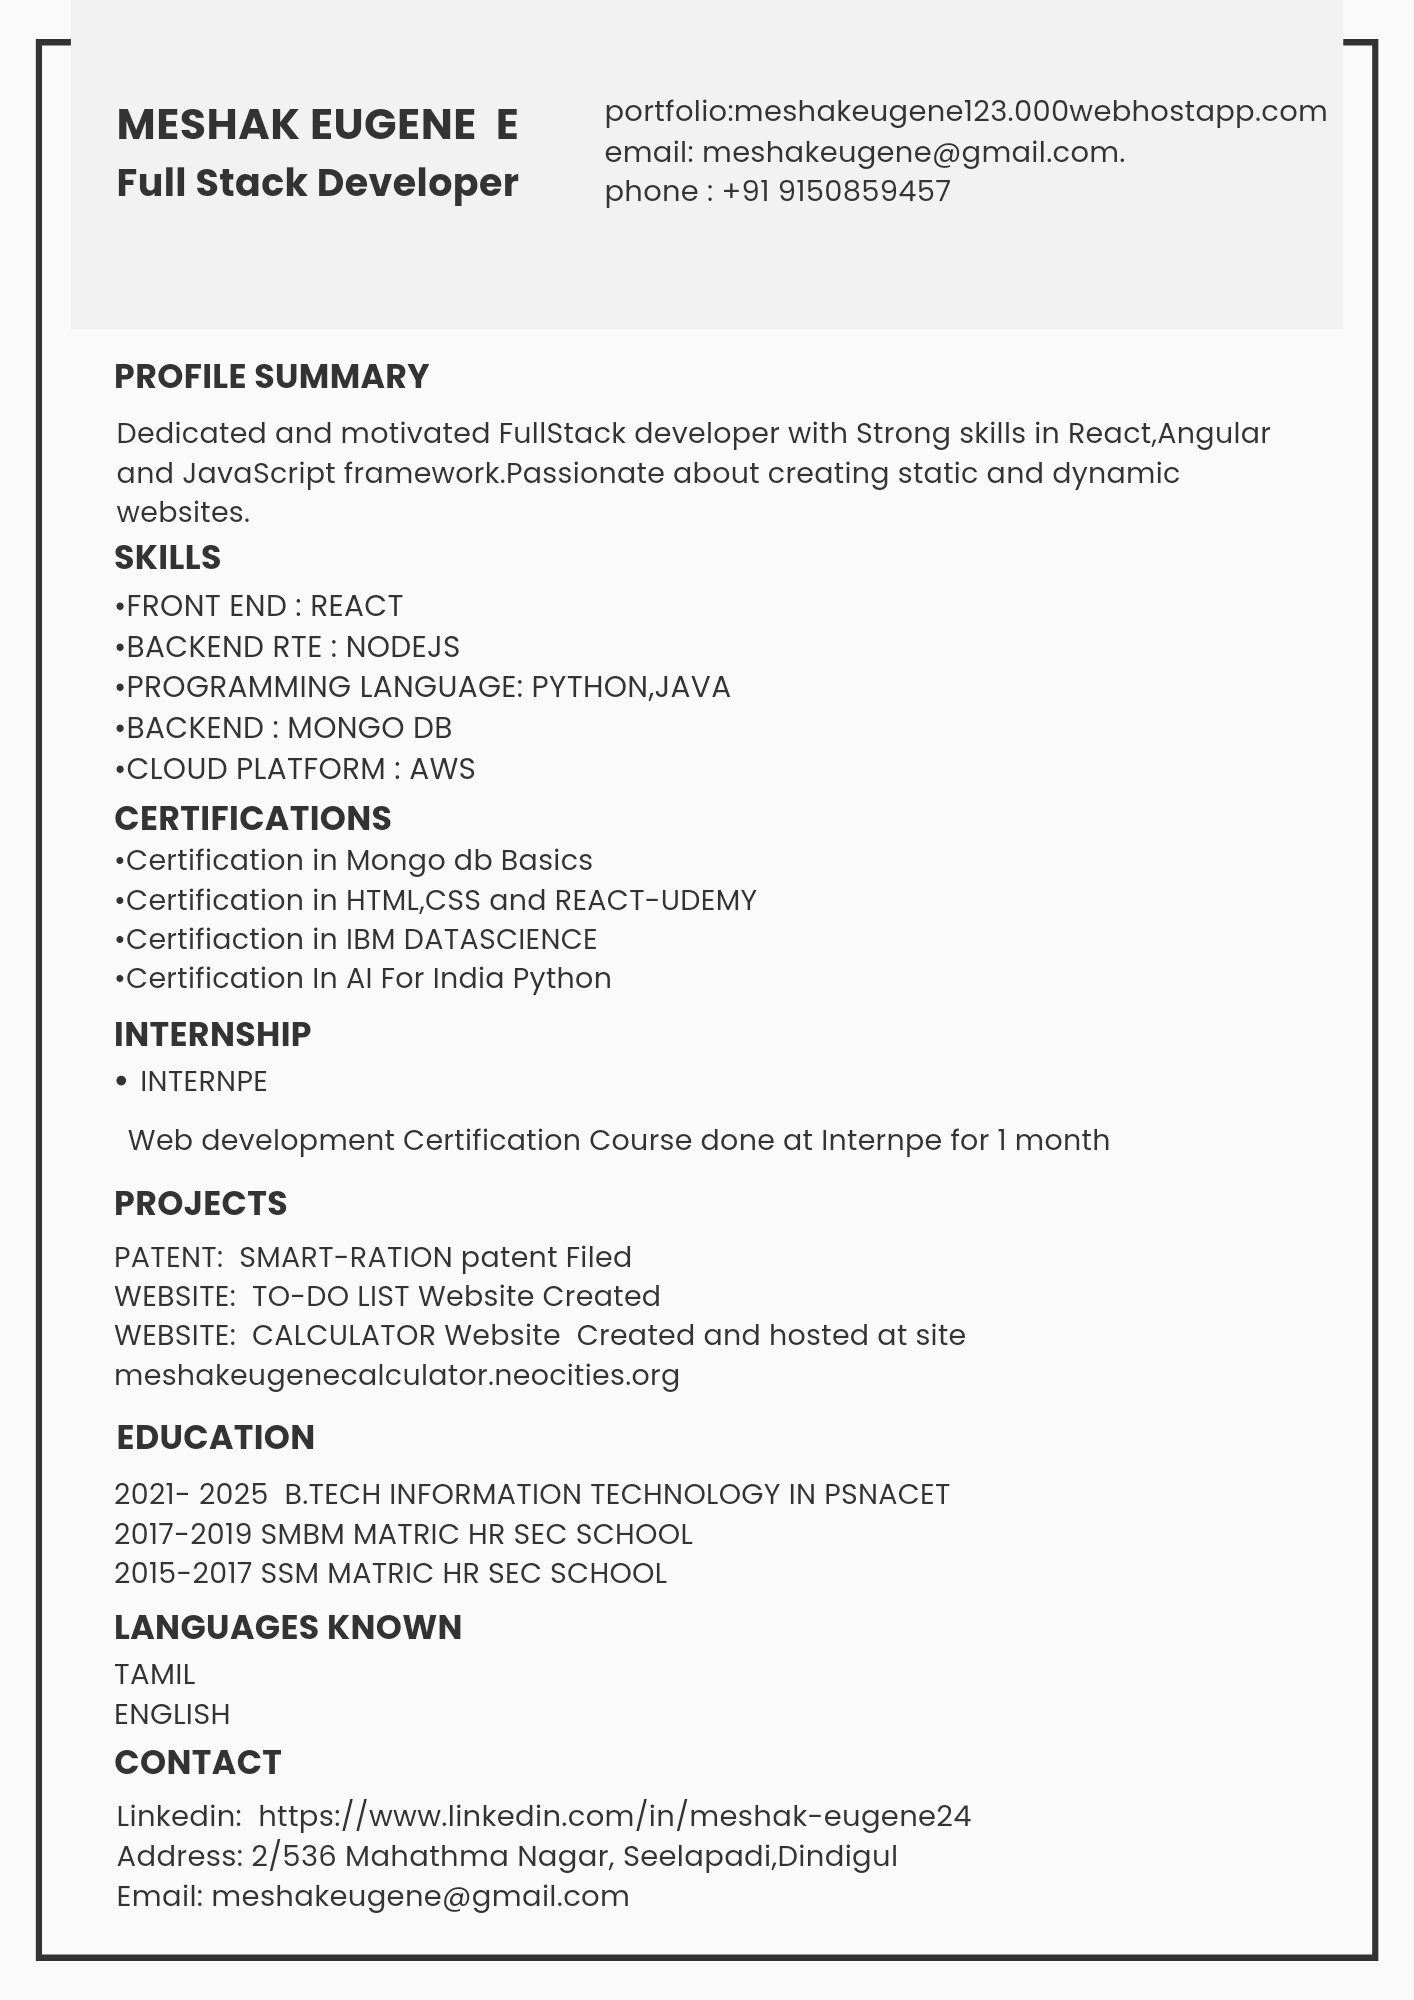 MESHAK EUGENE  E
Full Stack Developer
portfolio:meshakeugene123.000webhostapp.com
email: meshakeugene@gmail.com.
phone : +91 9150859457
PROFILE SUMMARY
Dedicated and motivated FullStack developer with Strong skills in React,Angular
and JavaScript framework.Passionate about creating static and dynamic
websites.
SKILLS
•FRONT END : REACT
•BACKEND RTE : NODEJS
•PROGRAMMING LANGUAGE: PYTHON,JAVA
•BACKEND : MONGO DB
•CLOUD PLATFORM : AWS
CERTIFICATIONS
•Certification in Mongo db Basics
•Certification in HTML,CSS and REACT-UDEMY
•Certifiaction in IBM DATASCIENCE
•Certification In AI For India Python
INTERNSHIP
• INTERNPE
Web development Certification Course done at Internpe for 1 month
PROJECTS
PATENT:  SMART-RATION patent Filed
WEBSITE:  TO-DO LIST Website Created
WEBSITE:  CALCULATOR Website  Created and hosted at site
meshakeugenecalculator.neocities.org
EDUCATION
2021- 2025  B.TECH INFORMATION TECHNOLOGY IN PSNACET
2017-2019 SMBM MATRIC HR SEC SCHOOL
2015-2017 SSM MATRIC HR SEC SCHOOL
LANGUAGES KNOWN
TAMIL
ENGLISH
CONTACT
Linkedin:  https://www.linkedin.com/in/meshak-eugene24
Address: 2/536 Mahathma Nagar, Seelapadi,Dindigul
Email: meshakeugene@gmail.com